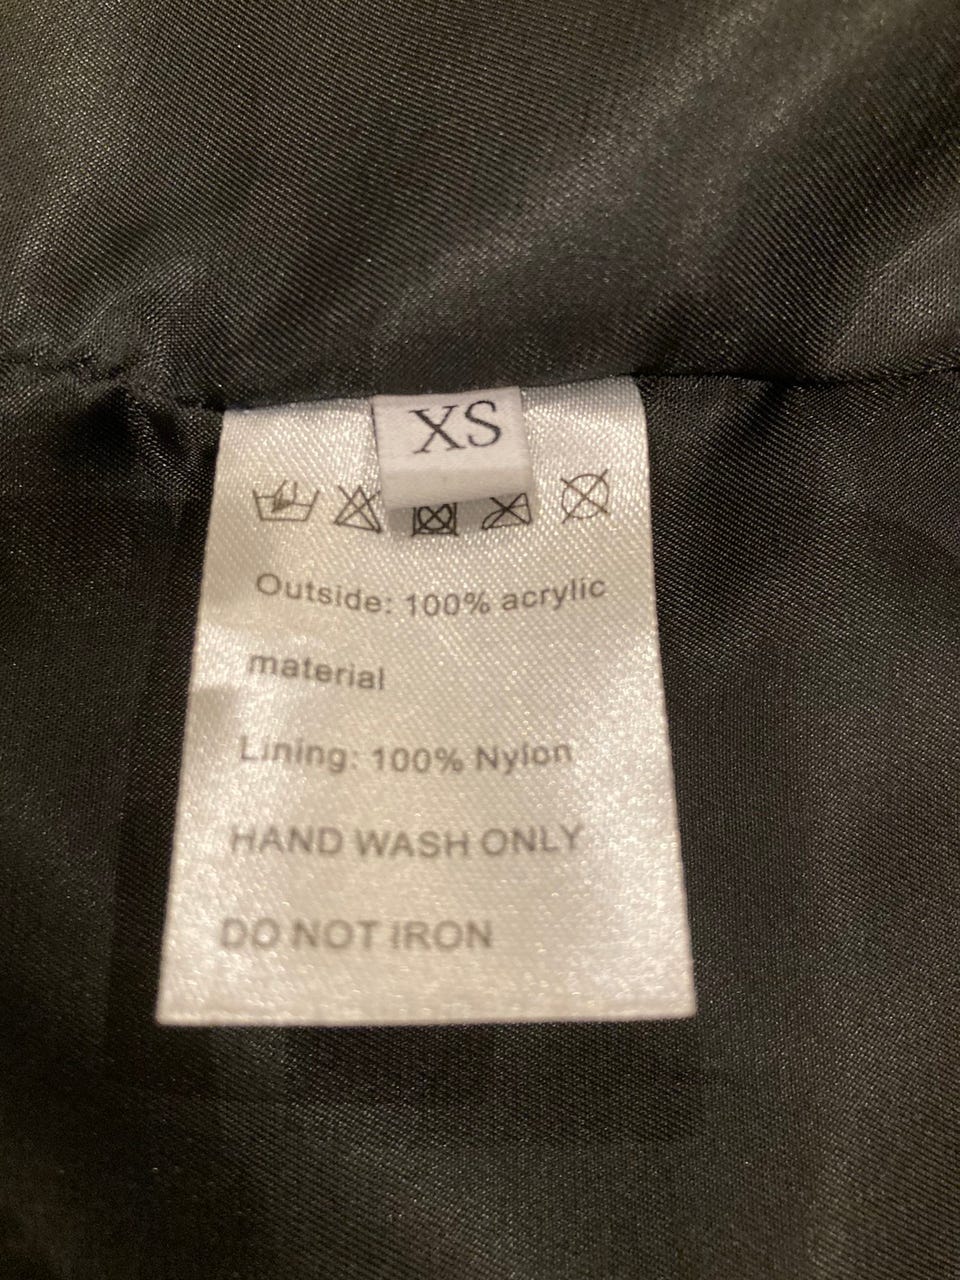 XS
Outside: 100% acrylic
material
Lining: 100% Nylon
HAND WASH ONLY
DO NOT IRON